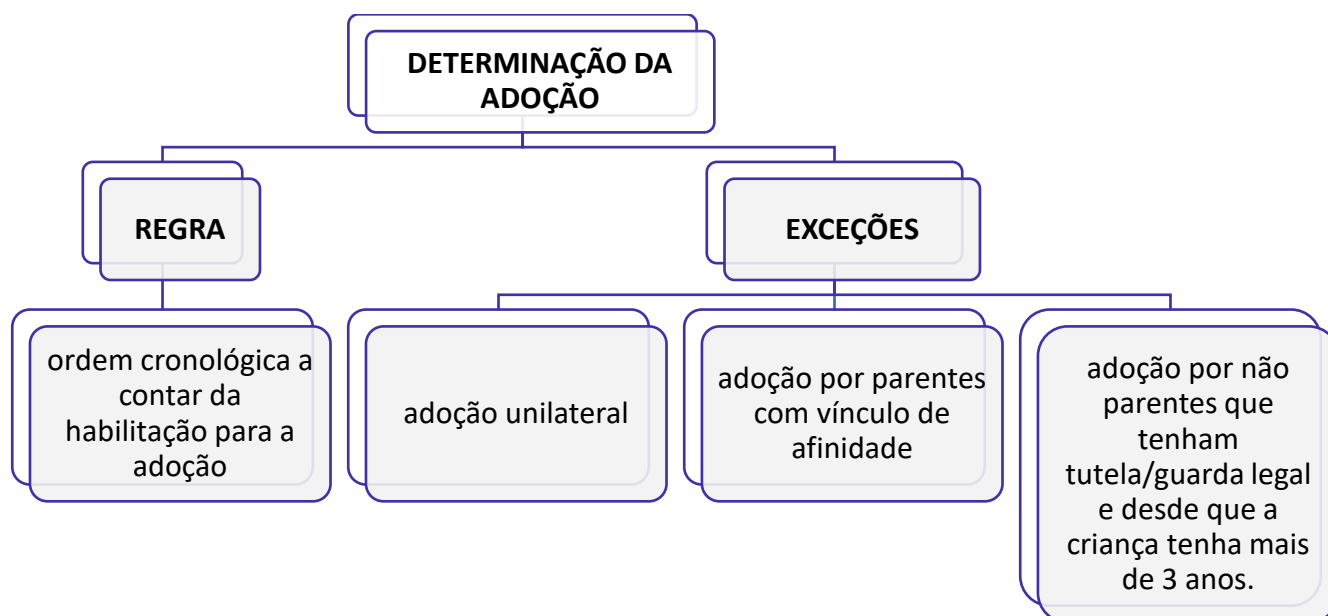 DETERMINAÇÃO DA
ADOÇÃO
REGRA
EXCEÇÕES
ordem cronológica a
contar da
habilitação para a
adoção
adoção unilateral
adoção por parentes
com vínculo de
afinidade
adoção por não
parentes que
tenham
tutela/guarda legal
e desde que a
criança tenha mais
de 3 anos.